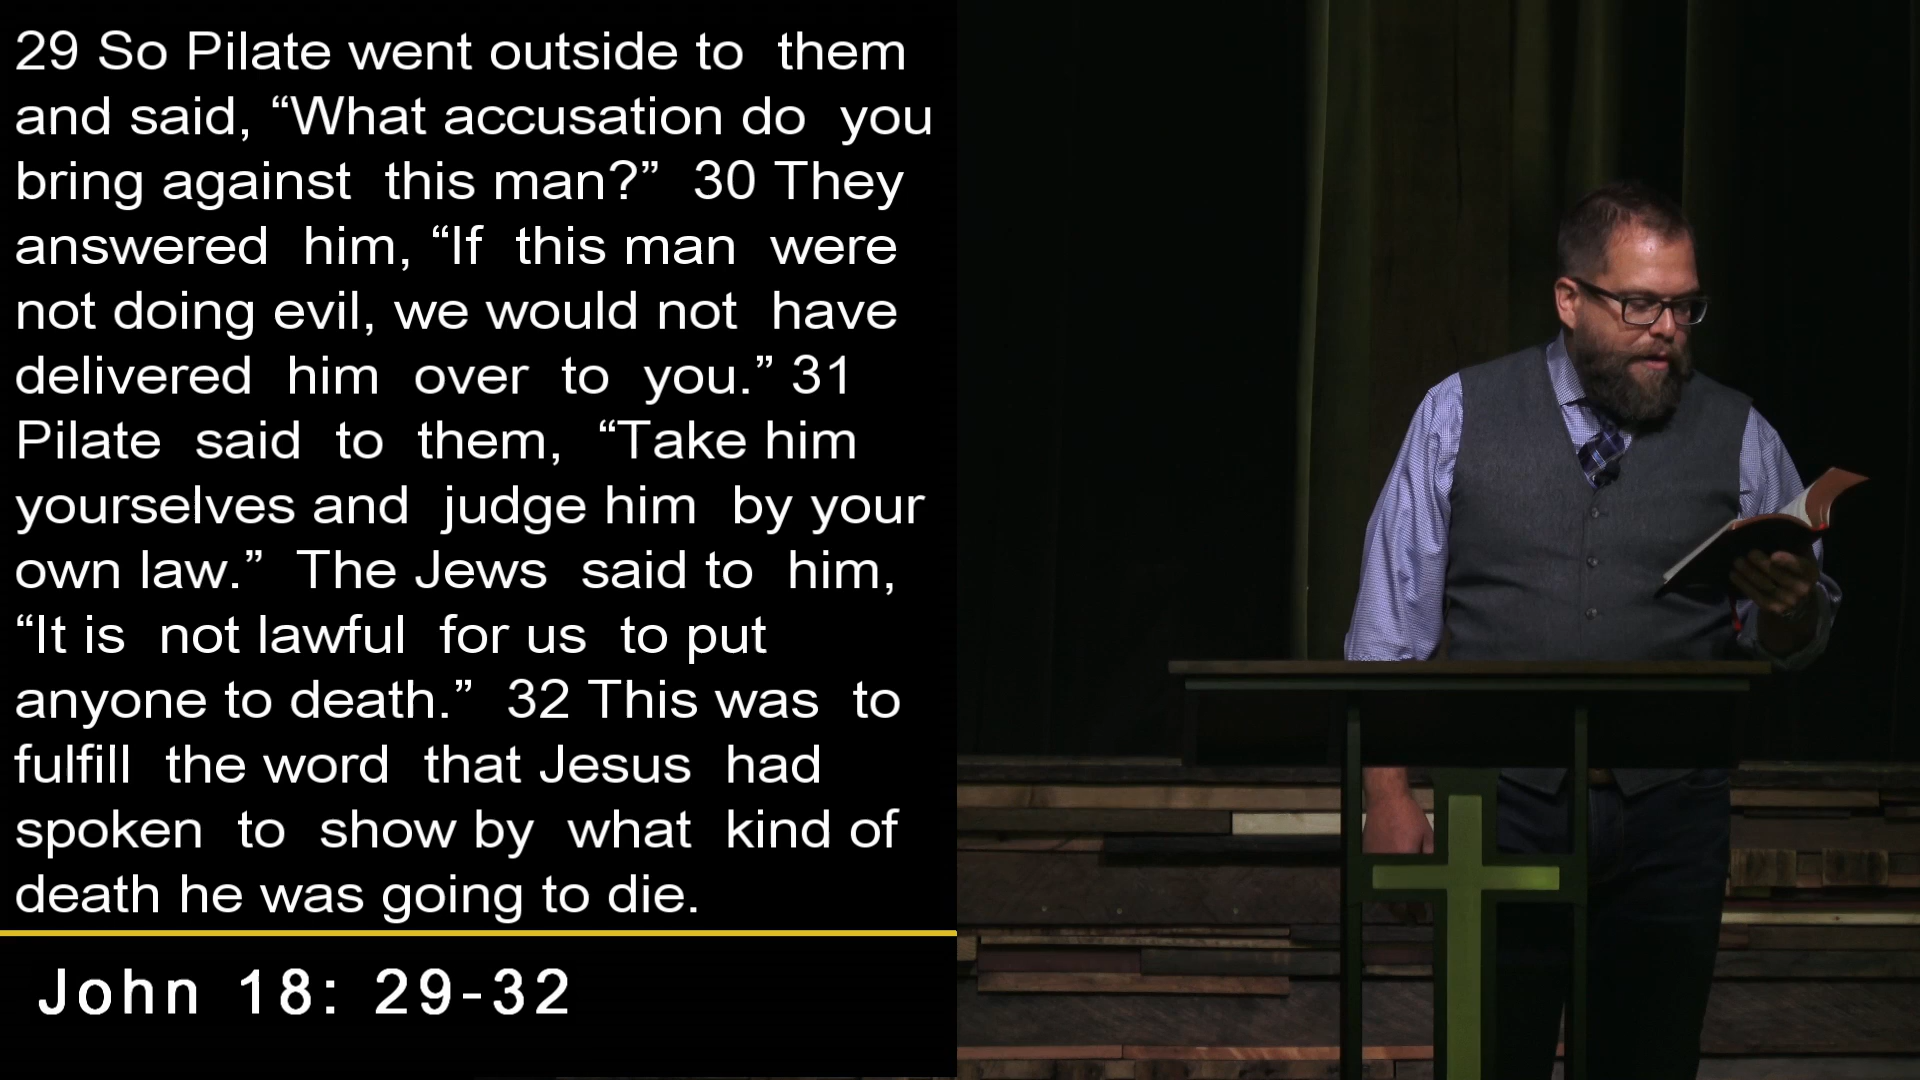 29 So Pilate went outside to them
and said, “What accusation do you
bring against this man?” 30 They
answered him, “If this man were
not doing evil, we would not have
delivered him over to you.” 31
Pilate said to them, “Take him
yourselves and judge him by your
own law.” The Jews said to him,
“It is not lawful for us to put
anyone to death.” 32 This was to
fulfill the word that Jesus had
spoken to show by what kind of
death he was going to die.
John 18: 29-32